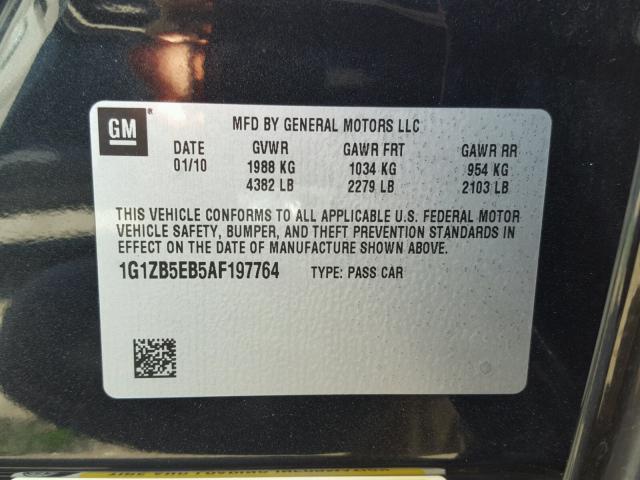 GM®
MFD BY GENERAL MOTORS LLC
DATE GVWR GAWR FRT GAWR RR
01/10 1988 KG 1034 KG 954 KG
4382 LB 2279 LB 2103 LB
THIS VEHICLE CONFORMS TO ALL APPLICABLE U.S. FEDERAL MOTOR
VEHICLE SAFETY, BUMPER, AND THEFT PREVENTION STANDARDS IN
EFFECT ON THE DATE OF MANUFACTURE SHOWN ABOVE.
1G1ZB5EB5AF197764 TYPE: PASS CAR